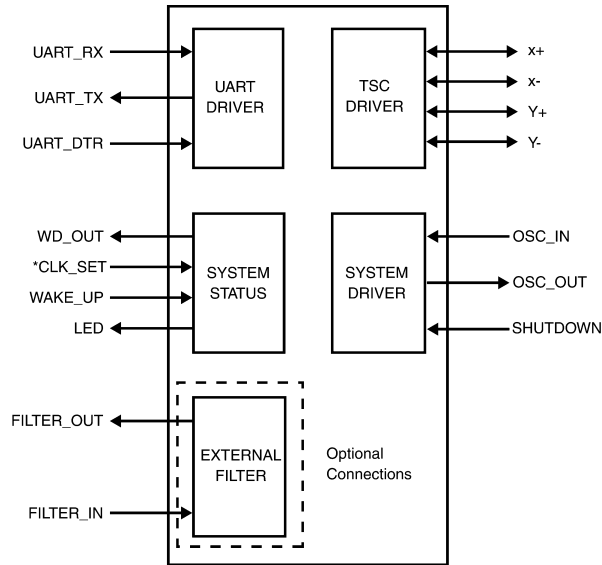 UART_RX
UART_TX
UART_DTR
UART
DRIVER
TSC
DRIVER
x+
x-
Y+
Y-
WD_OUT
*CLK_SET
WAKE_UP
LED
SYSTEM
STATUS
SYSTEM
DRIVER
OSC_IN
OSC_OUT
SHUTDOWN
FILTER_OUT
FILTER_IN
EXTERNAL
FILTER
Optional
Connections